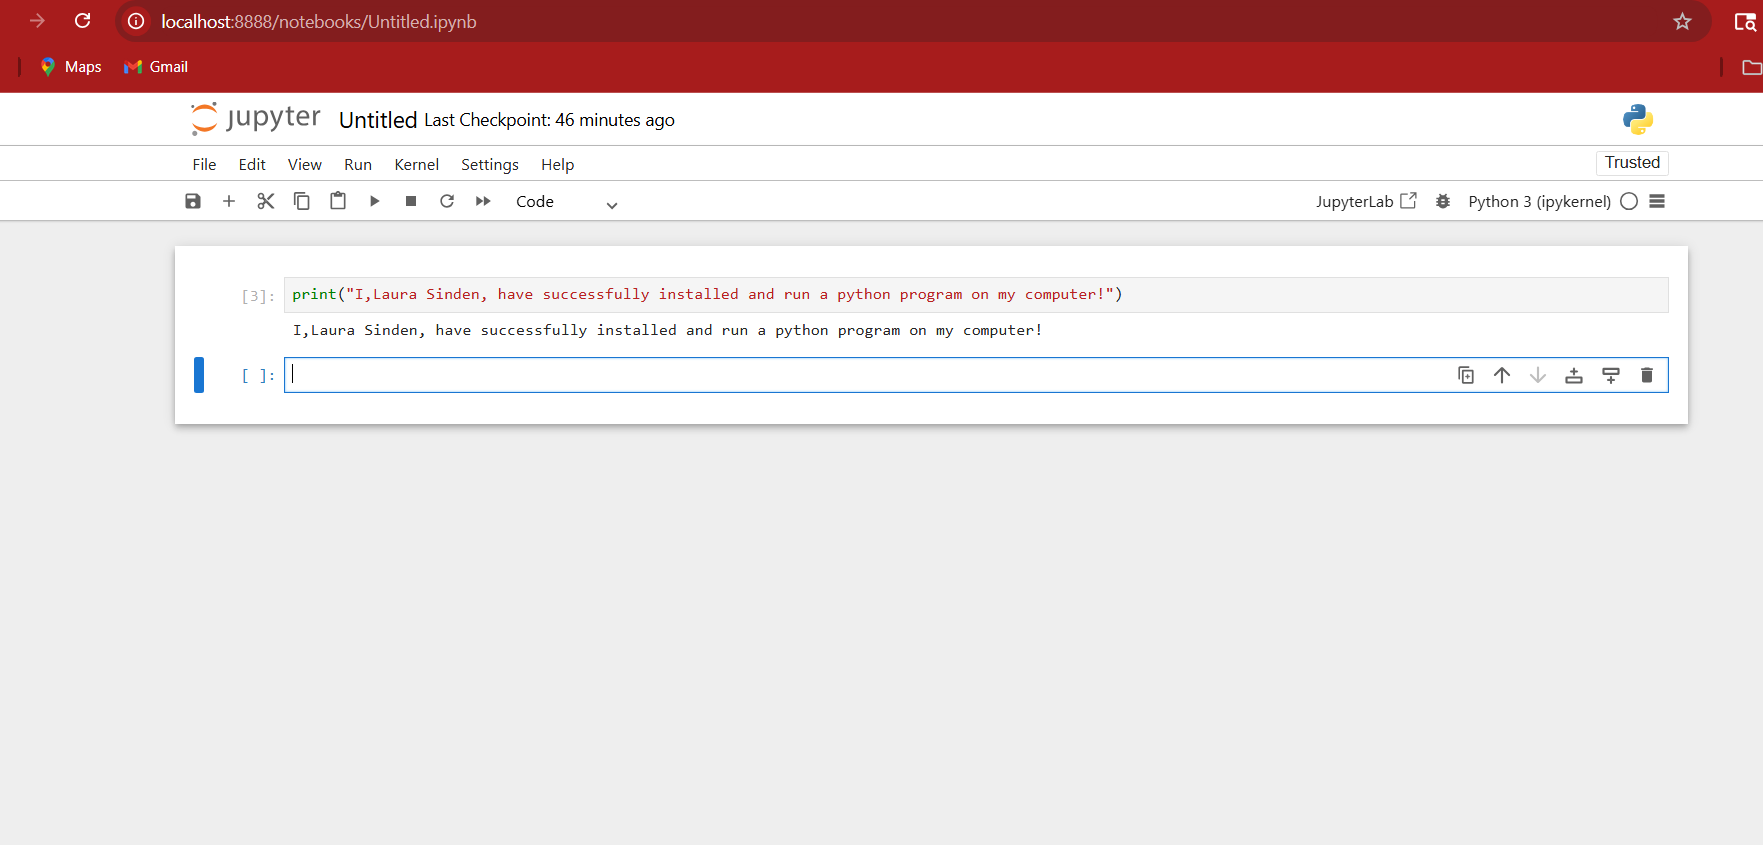 localhost:8888/notebooks/Untitled.ipynb
Maps Gmail
jupyter Untitled Last Checkpoint: 46 minutes ago
File Edit View Run Kernel Settings Help Trusted
Code JupyterLab Python 3 (ipykernel)
[3]: print("I,Laura Sinden, have successfully installed and run a python program on my computer!")
I,Laura Sinden, have successfully installed and run a python program on my computer!
[ ]: